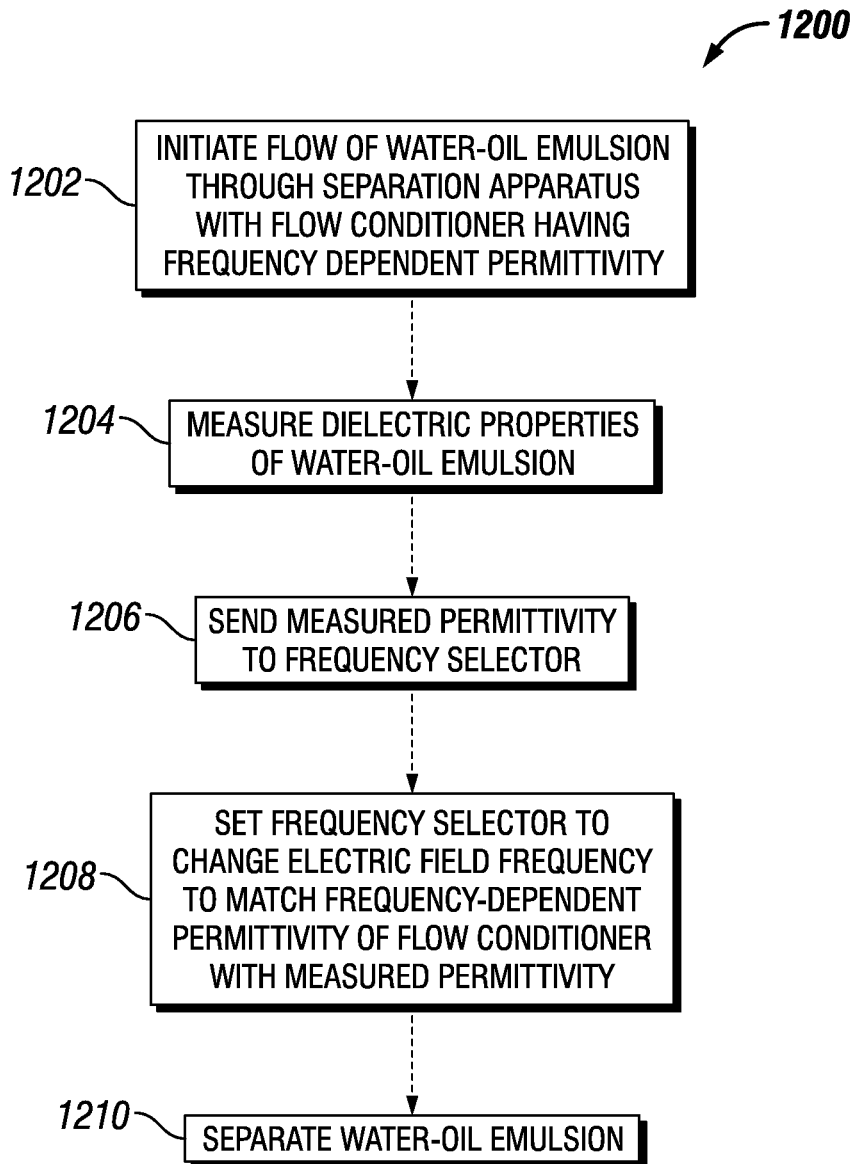 1200
1202
INITIATE FLOW OF WATER-OIL EMULSION
THROUGH SEPARATION APPARATUS
WITH FLOW CONDITIONER HAVING
FREQUENCY DEPENDENT PERMITTIVITY
1204
MEASURE DIELECTRIC PROPERTIES
OF WATER-OIL EMULSION
1206
SEND MEASURED PERMITTIVITY
TO FREQUENCY SELECTOR
1208
SET FREQUENCY SELECTOR TO
CHANGE ELECTRIC FIELD FREQUENCY
TO MATCH FREQUENCY-DEPENDENT
PERMITTIVITY OF FLOW CONDITIONER
WITH MEASURED PERMITTIVITY
1210
SEPARATE WATER-OIL EMULSION